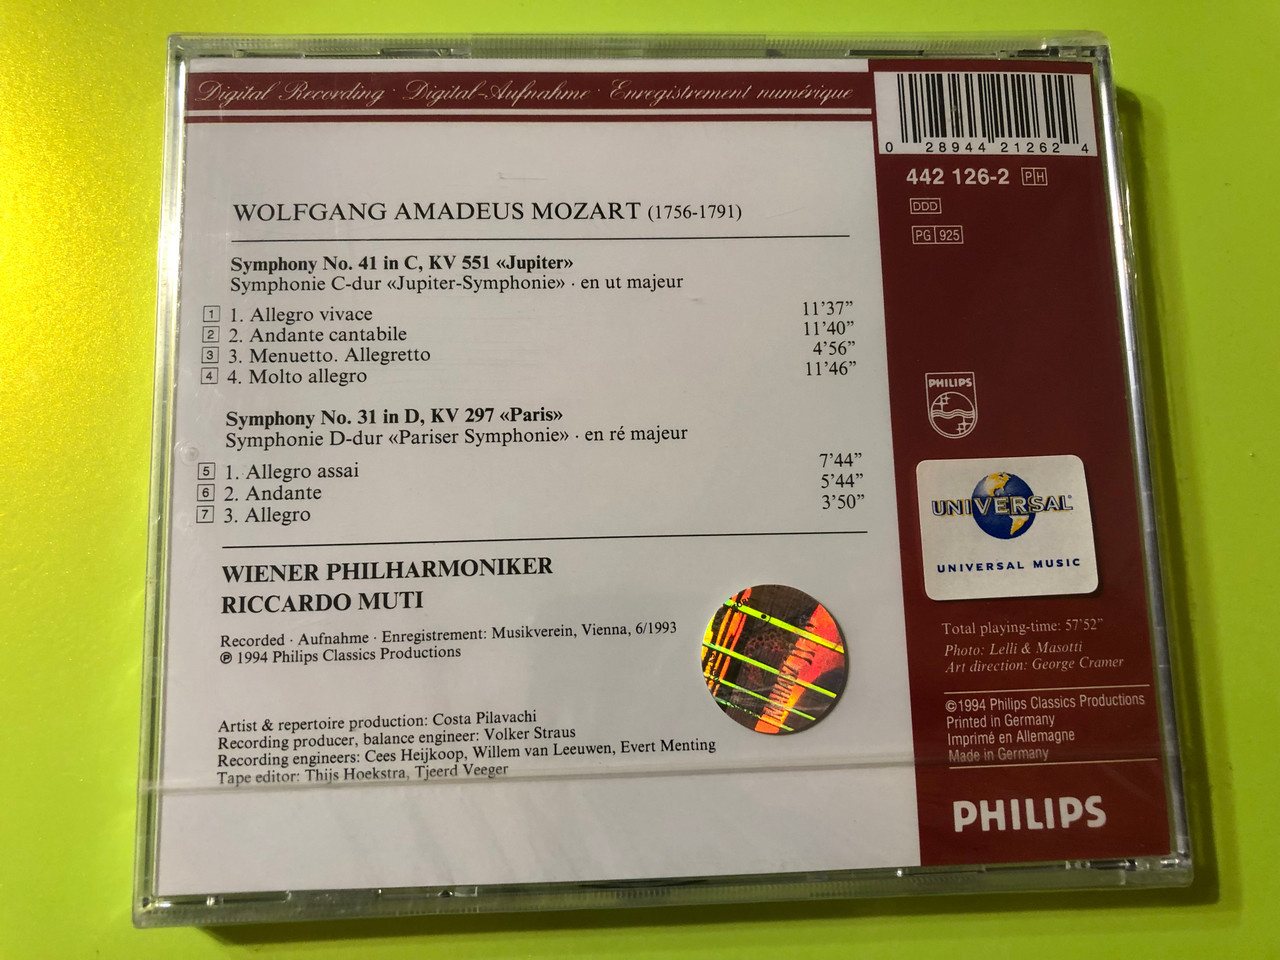 Digital Recording · Digital-Aufnahme · Enregistrement numérique
0 28944 21262 4
442 126-2 PH
DDD
PG 925
WOLFGANG AMADEUS MOZART (1756-1791)
Symphony No. 41 in C, KV 551 «Jupiter»
Symphonie C-dur «Jupiter-Symphonie» · en ut majeur
1 1. Allegro vivace 11’37”
2 2. Andante cantabile 11’40”
3 3. Menuetto. Allegretto 4’56”
4 4. Molto allegro 11’46”
Symphony No. 31 in D, KV 297 «Paris»
Symphonie D-dur «Pariser Symphonie» · en ré majeur
5 1. Allegro assai 7’44”
6 2. Andante 5’44”
7 3. Allegro 3’50”
WIENER PHILHARMONIKER
RICCARDO MUTI
Recorded · Aufnahme · Enregistrement: Musikverein, Vienna, 6/1993
℗ 1994 Philips Classics Productions
Artist & repertoire production: Costa Pilavachi
Recording producer, balance engineer: Volker Straus
Recording engineers: Cees Heijkoop, Willem van Leeuwen, Evert Menting
Tape editor: Thijs Hoekstra, Tjeerd Veeger
PHILIPS
UNIVERSAL®
UNIVERSAL MUSIC
Total playing-time: 57’52”
Photo: Lelli & Masotti
Art direction: George Cramer
©1994 Philips Classics Productions
Printed in Germany
Imprimé en Allemagne
Made in Germany
PHILIPS